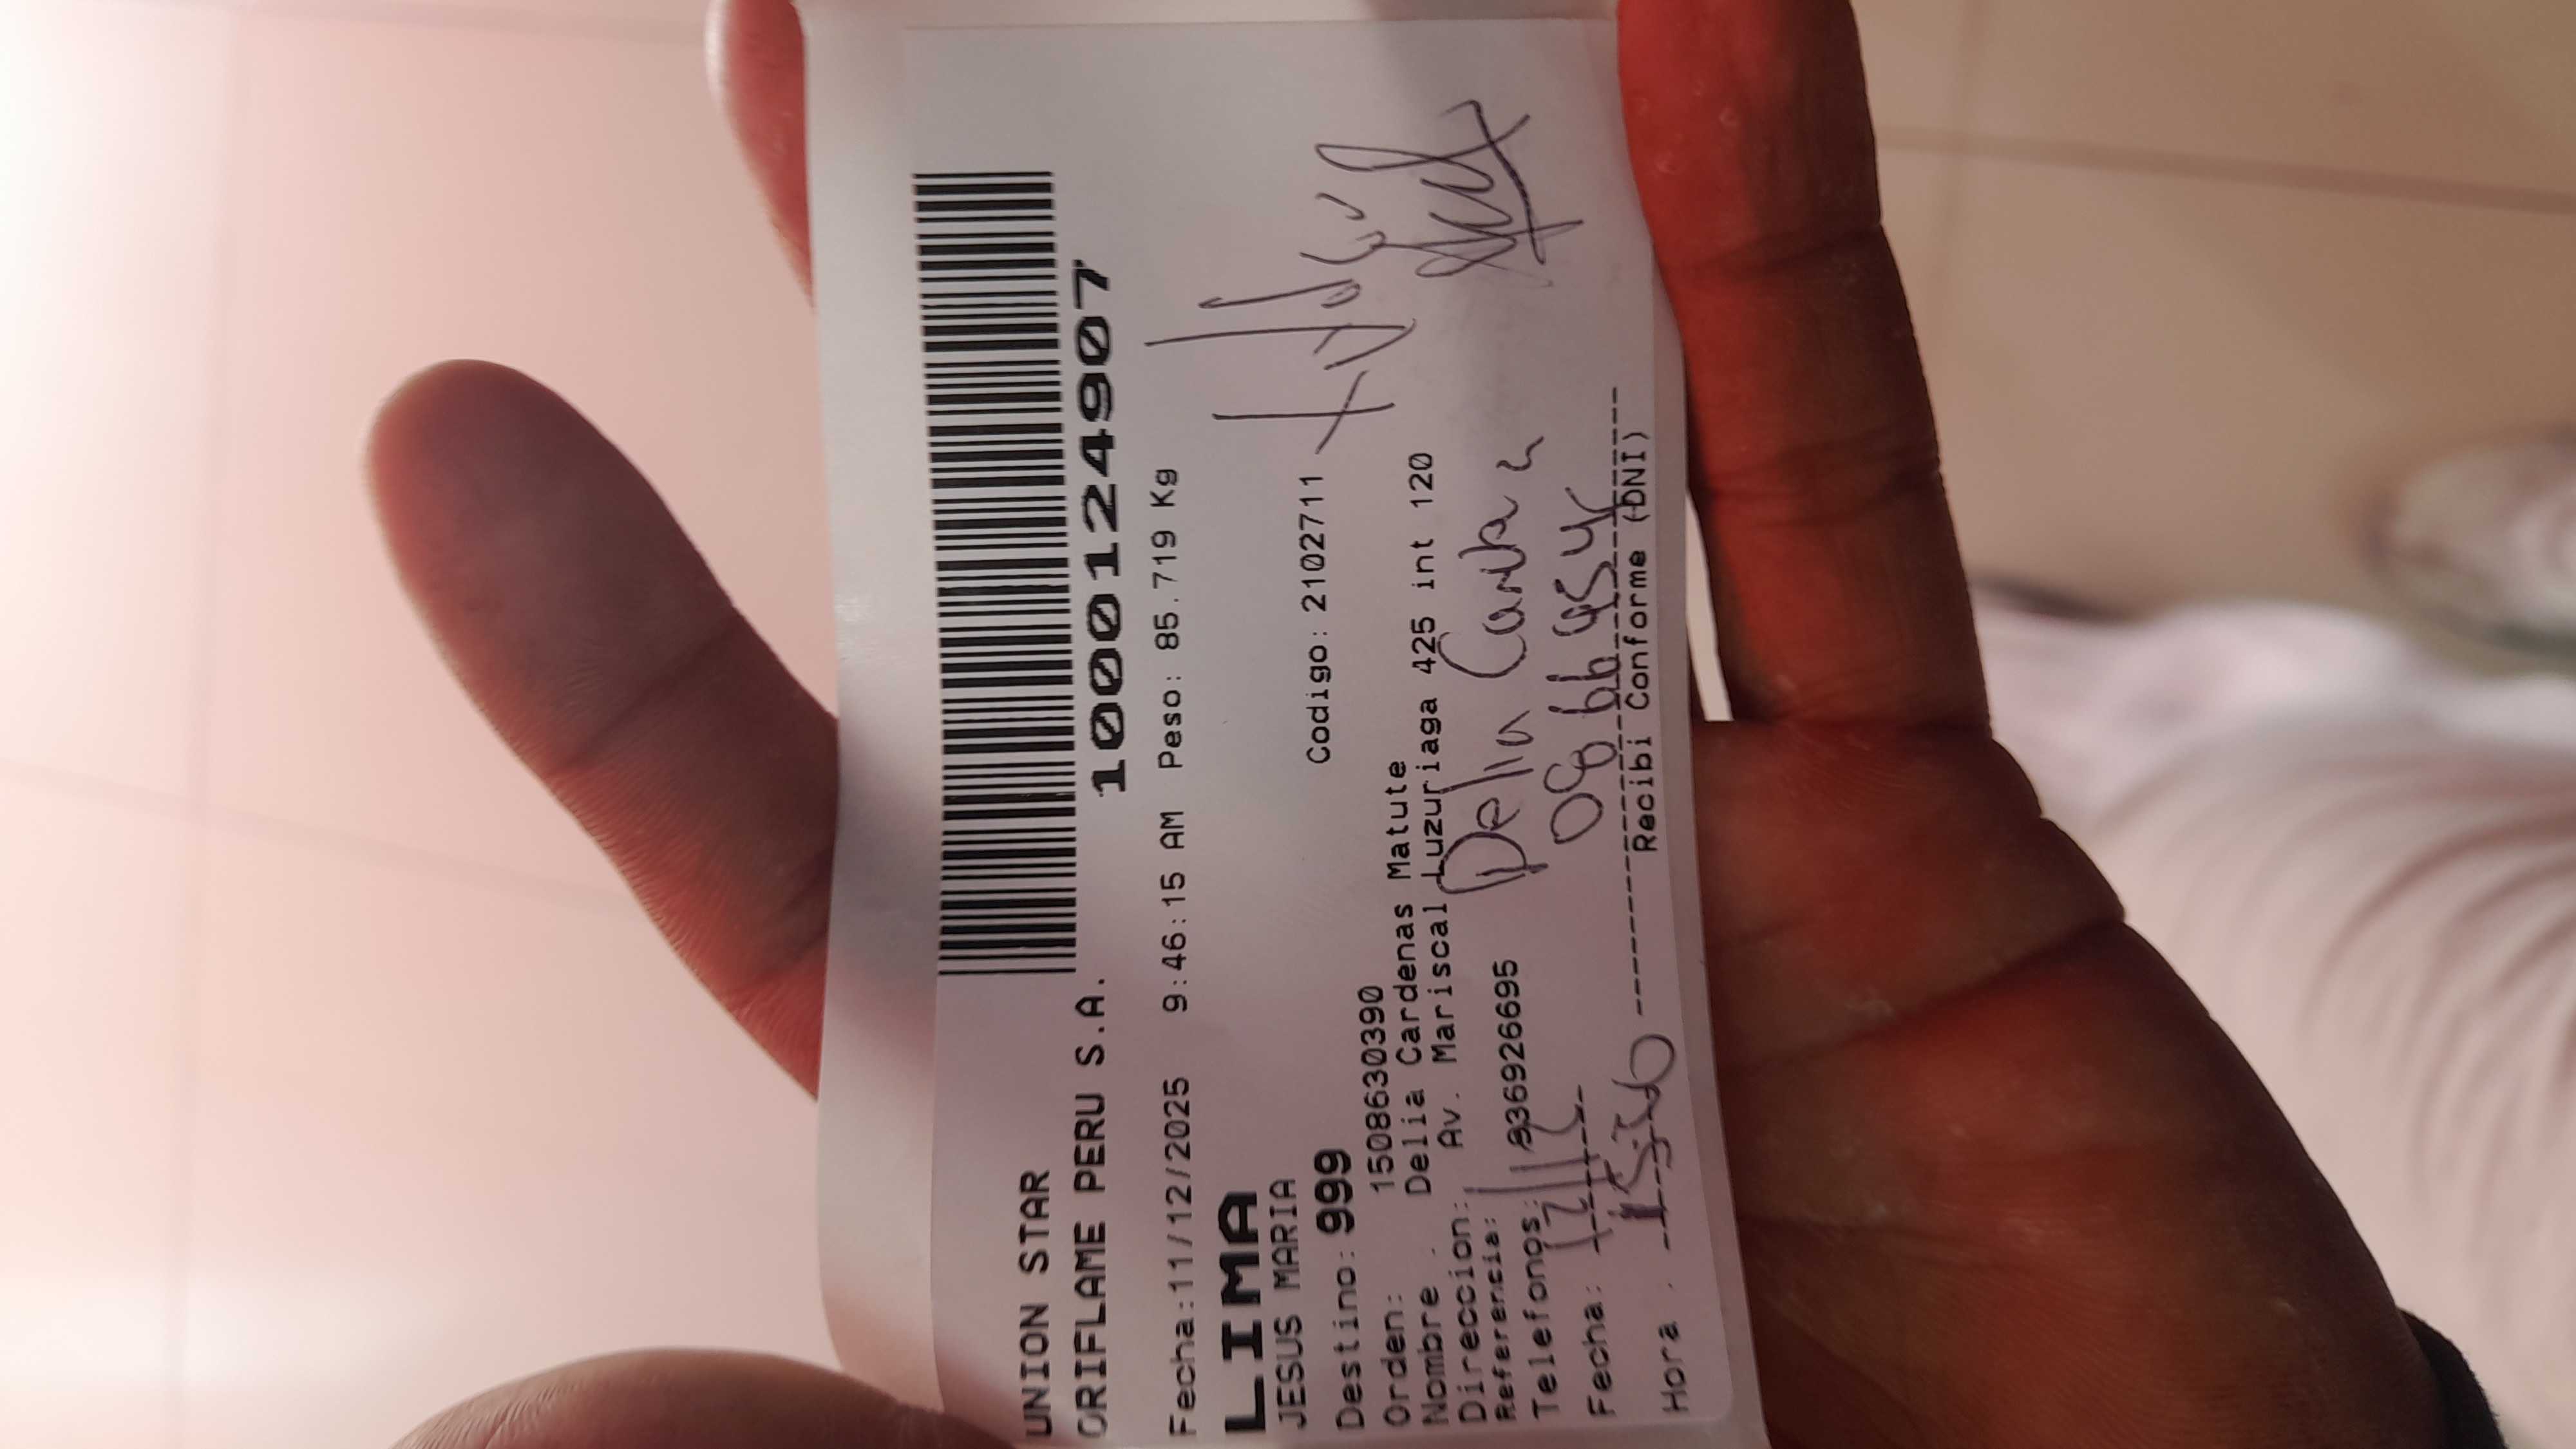 UNION STAR
ORIFLAME PERU S.A.
1000124907
Fecha:11/12/2025 9:46:15 AM Peso: 85.719 Kg
LIMA
JESUS MARIA
Destino: 999 Codigo: 2102711
Orden: 1508630390
Nombre : Delia Cardenas Matute
Direccion: Av. Mariscal Luzuriaga 425 int 120
Referencia:
Telefonos: 936926695
Delia
Fecha:
Hora :
Recibi Conforme (DNI)